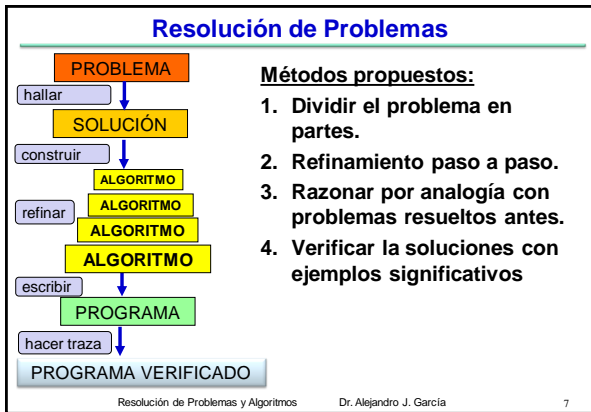 Resolución de Problemas
PROBLEMA
hallar
SOLUCIÓN
construir
ALGORITMO
ALGORITMO
refinar
ALGORITMO
ALGORITMO
escribir
PROGRAMA
hacer traza
PROGRAMA VERIFICADO
Métodos propuestos:
1. Dividir el problema en
partes.
2. Refinamiento paso a paso.
3. Razonar por analogía con
problemas resueltos antes.
4. Verificar la soluciones con
ejemplos significativos
Resolución de Problemas y Algoritmos Dr. Alejandro J. García 7